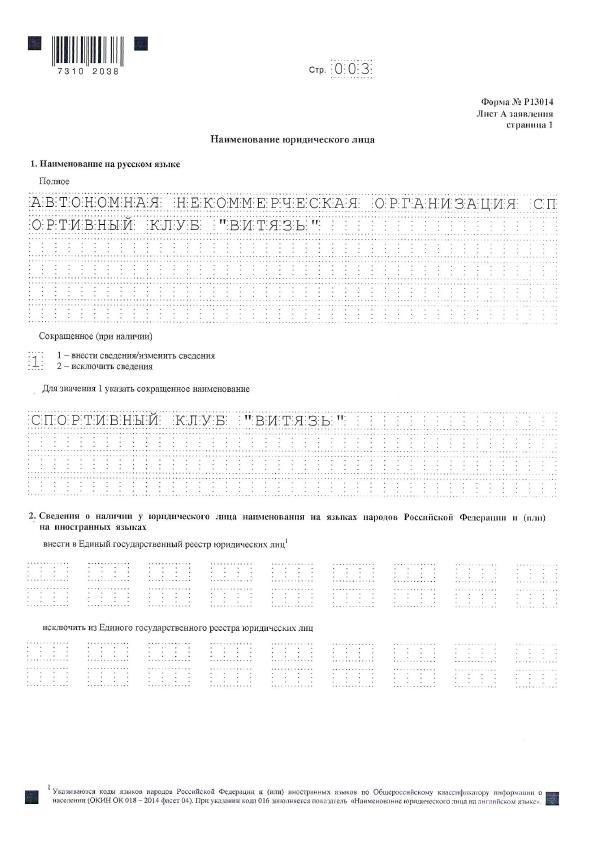 7310 2038
Стр. 003
Форма № Р13014
Лист А заявления
страница 1
Наименование юридического лица
1. Наименование на русском языке
Полное
АВТОНОМНАЯ НЕКОММЕРЧЕСКАЯ ОРГАНИЗАЦИЯ СП
ОРТИВНЫЙ КЛУБ "ВИТЯЗЬ"
Сокращенное (при наличии)
1
1 – внести сведения/изменить сведения
2 – исключить сведения
Для значения 1 указать сокращенное наименование
СПОРТИВНЫЙ КЛУБ "ВИТЯЗЬ"
2. Сведения о наличии у юридического лица наименования на языках народов Российской Федерации и (или)
на иностранных языках
внести в Единый государственный реестр юридических лиц1
исключить из Единого государственного реестра юридических лиц
1 Указываются коды языков народов Российской Федерации и (или) иностранных языков по Общероссийскому классификатору информации о
населении (ОКИН ОК 018 – 2014 фасет 04). При указании кода 016 заполняется показатель «Наименование юридического лица на английском языке».